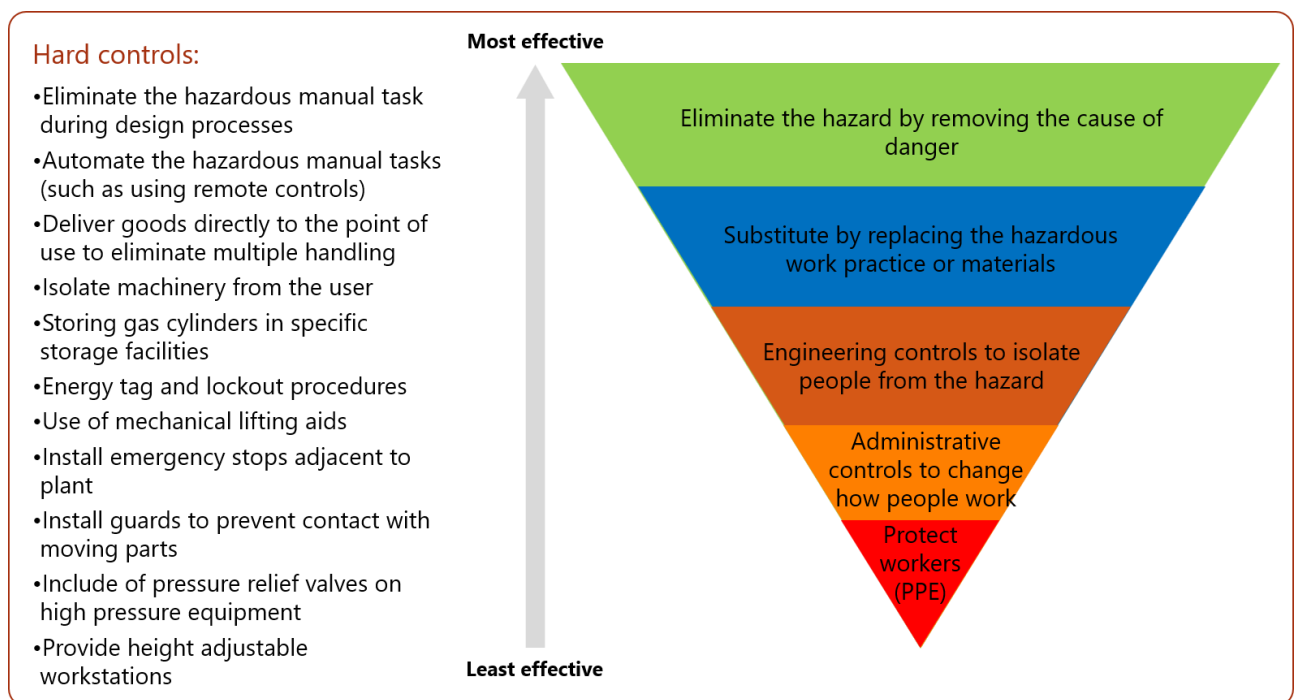 Hard controls:
•Eliminate the hazardous manual task
during design processes
•Automate the hazardous manual tasks
(such as using remote controls)
•Deliver goods directly to the point of
use to eliminate multiple handling
•Isolate machinery from the user
•Storing gas cylinders in specific
storage facilities
•Energy tag and lockout procedures
•Use of mechanical lifting aids
•Install emergency stops adjacent to
plant
•Install guards to prevent contact with
moving parts
•Include of pressure relief valves on
high pressure equipment
•Provide height adjustable
workstations
Most effective
Least effective
Eliminate the hazard by removing the cause of
danger
Substitute by replacing the hazardous
work practice or materials
Engineering controls to isolate
people from the hazard
Administrative
controls to change
how people work
Protect
workers
(PPE)